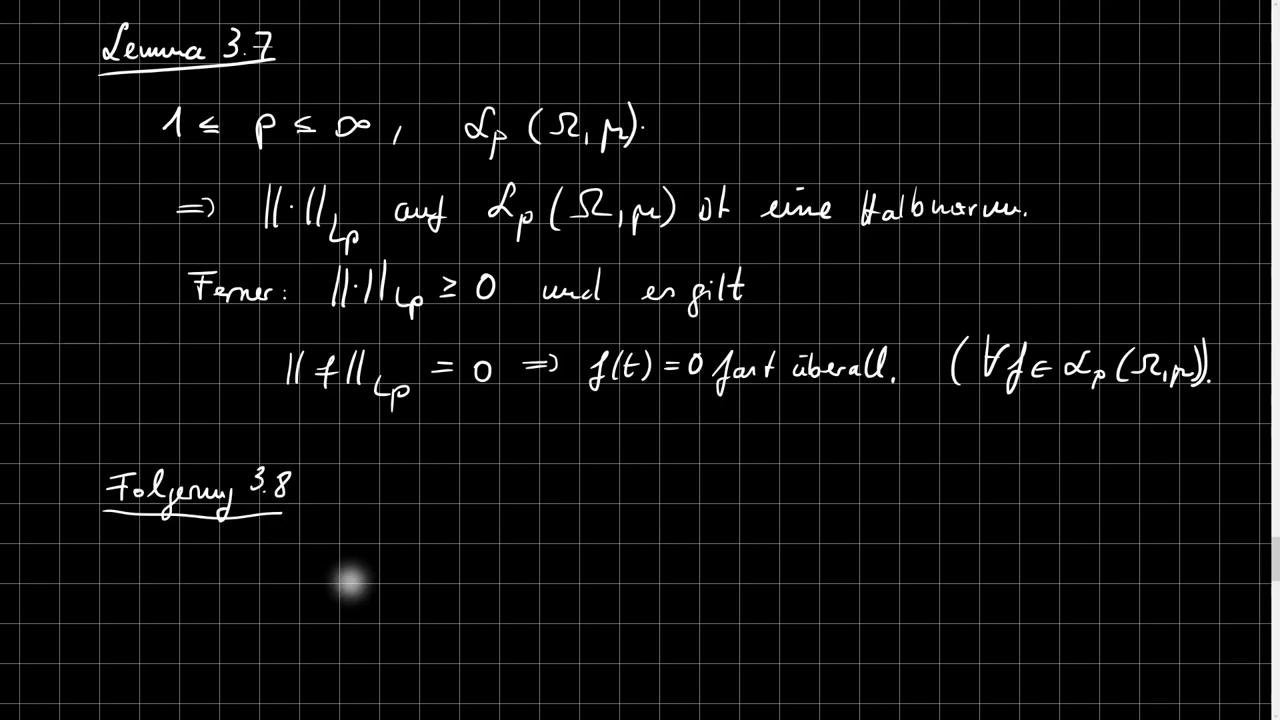 Lemma 3.7
1 ≤ p ≤ ∞, ℒp (Ω, μ).
⇒ ||·||Lp auf ℒp (Ω, μ) ist eine Halbnorm.
Ferner: ||·||Lp ≥ 0 und es gilt
||f||Lp = 0 ⇒ f(t) = 0 fast überall. (∀f ∈ ℒp (Ω, μ)).
Folgerung 3.8